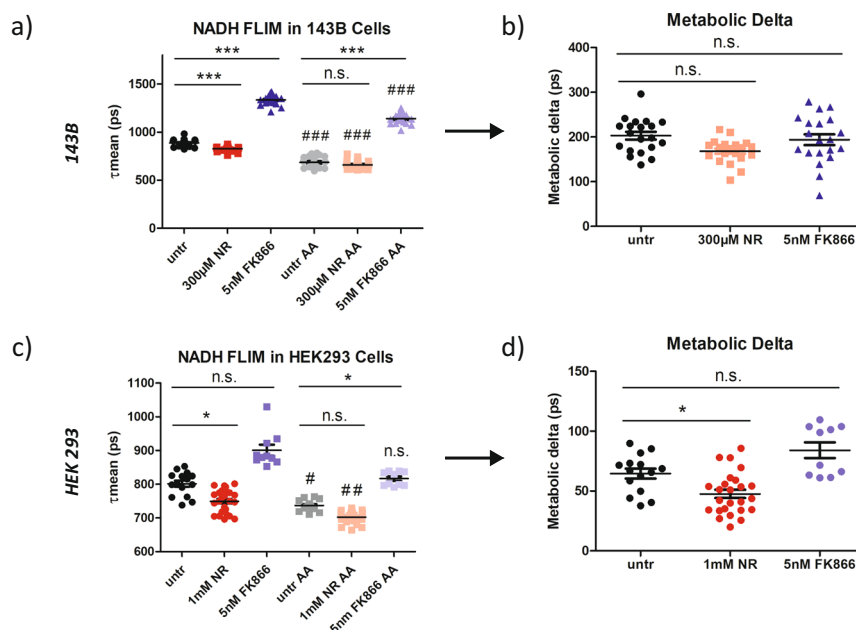 a)
NADH FLIM in 143B Cells
***
***
***
n.s.
###
###
###
τmean (ps)
1500
1000
500
0
untr
300µM NR
5nM FK866
untr AA
300µM NR AA
5nM FK866 AA
143B
b)
Metabolic Delta
n.s.
n.s.
Metabolic delta (ps)
400
300
200
100
0
untr
300µM NR
5nM FK866
c)
NADH FLIM in HEK293 Cells
n.s.
*
*
n.s.
n.s.
#
##
τmean (ps)
1100
1000
900
800
700
600
untr
1mM NR
5nM FK866
untr AA
1mM NR AA
5nm FK866 AA
HEK 293
d)
Metabolic Delta
n.s.
*
Metabolic delta (ps)
150
100
50
0
untr
1mM NR
5nM FK866